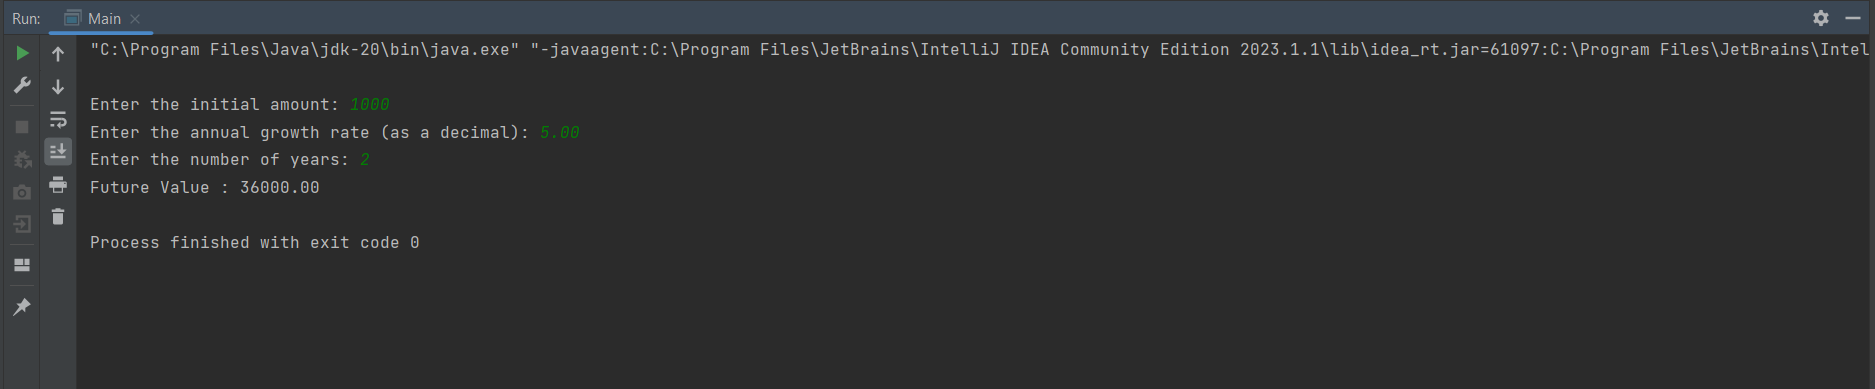 Run: Main
"C:\Program Files\Java\jdk-20\bin\java.exe" "-javaagent:C:\Program Files\JetBrains\IntelliJ IDEA Community Edition 2023.1.1\lib\idea_rt.jar=61097:C:\Program Files\JetBrains\Intel
Enter the initial amount: 1000
Enter the annual growth rate (as a decimal): 5.00
Enter the number of years: 2
Future Value : 36000.00
Process finished with exit code 0